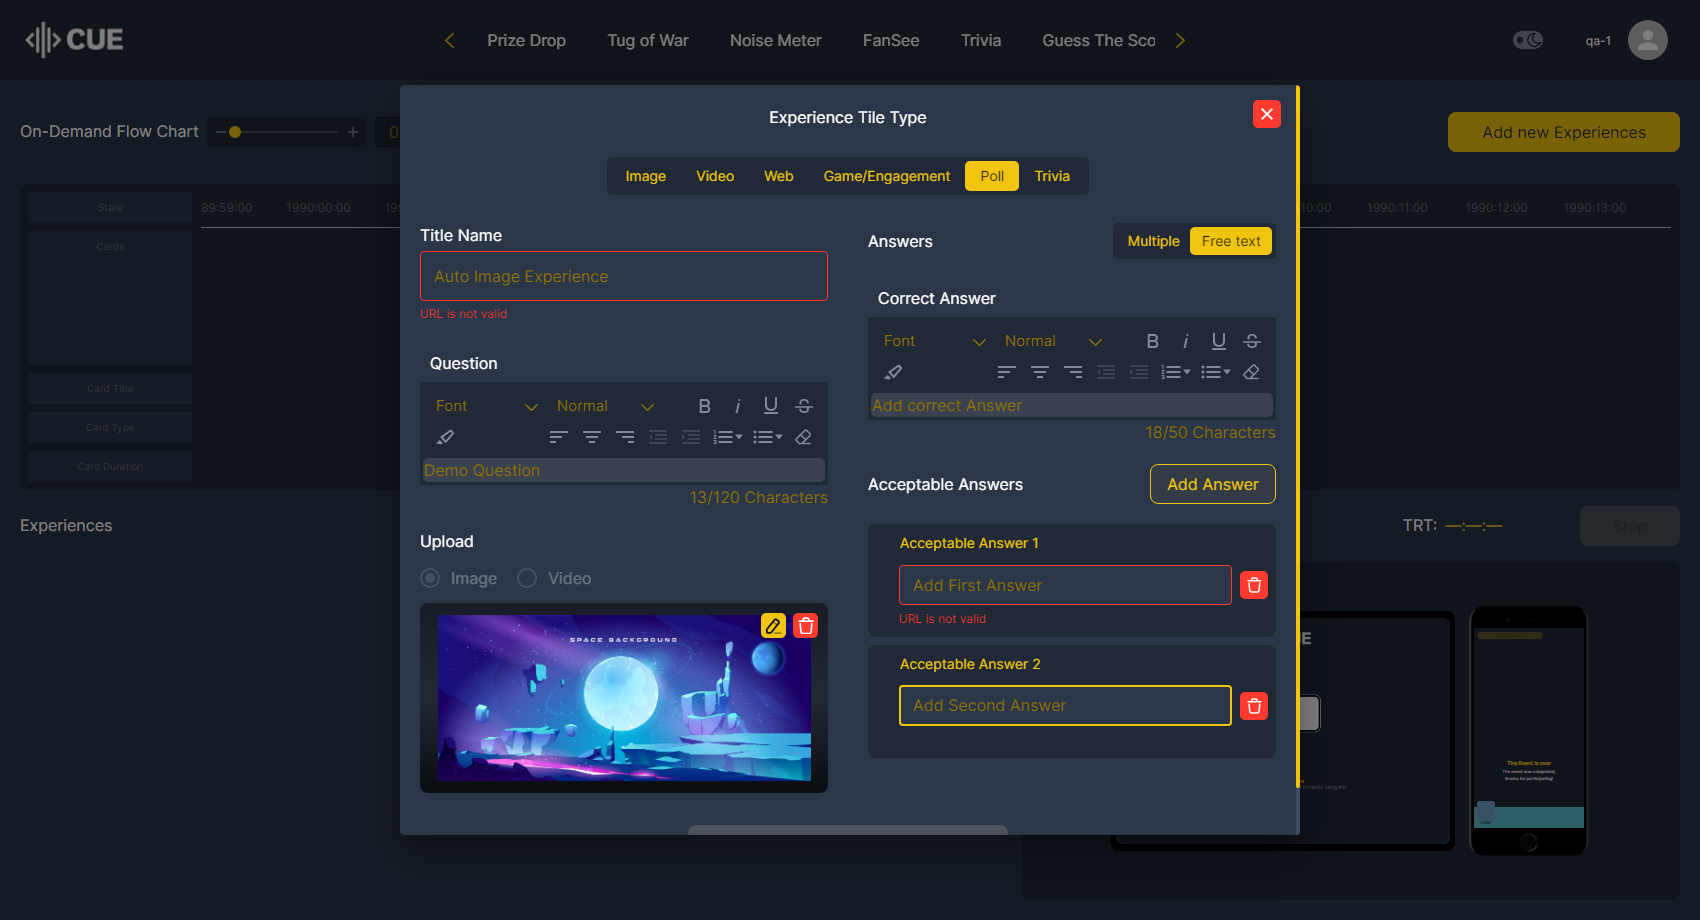 CUE
Prize Drop
Tug of War
Noise Meter
FanSee
Trivia
Guess The Sco
qa-1
On-Demand Flow Chart
0
Add new Experiences
Experience Tile Type
Image
Video
Web
Game/Engagement
Poll
Trivia
State
89:59:00
1990:00:00
19
10:00
1990:11:00
1990:12:00
1990:13:00
Cards
Card Title
Card Type
Card Duration
Experiences
TRT: —:—:—
Stop
Title Name
Auto Image Experience
URL is not valid
Question
Font
Normal
B i U S
Demo Question
13/120 Characters
Upload
Image
Video
SPACE BACKGROUND
Answers
Multiple
Free text
Correct Answer
Font
Normal
B i U S
Add correct Answer
18/50 Characters
Acceptable Answers
Add Answer
Acceptable Answer 1
Add First Answer
URL is not valid
Acceptable Answer 2
Add Second Answer
E
mode for using this
The Event is over
The event was completed,
thanks for participating!